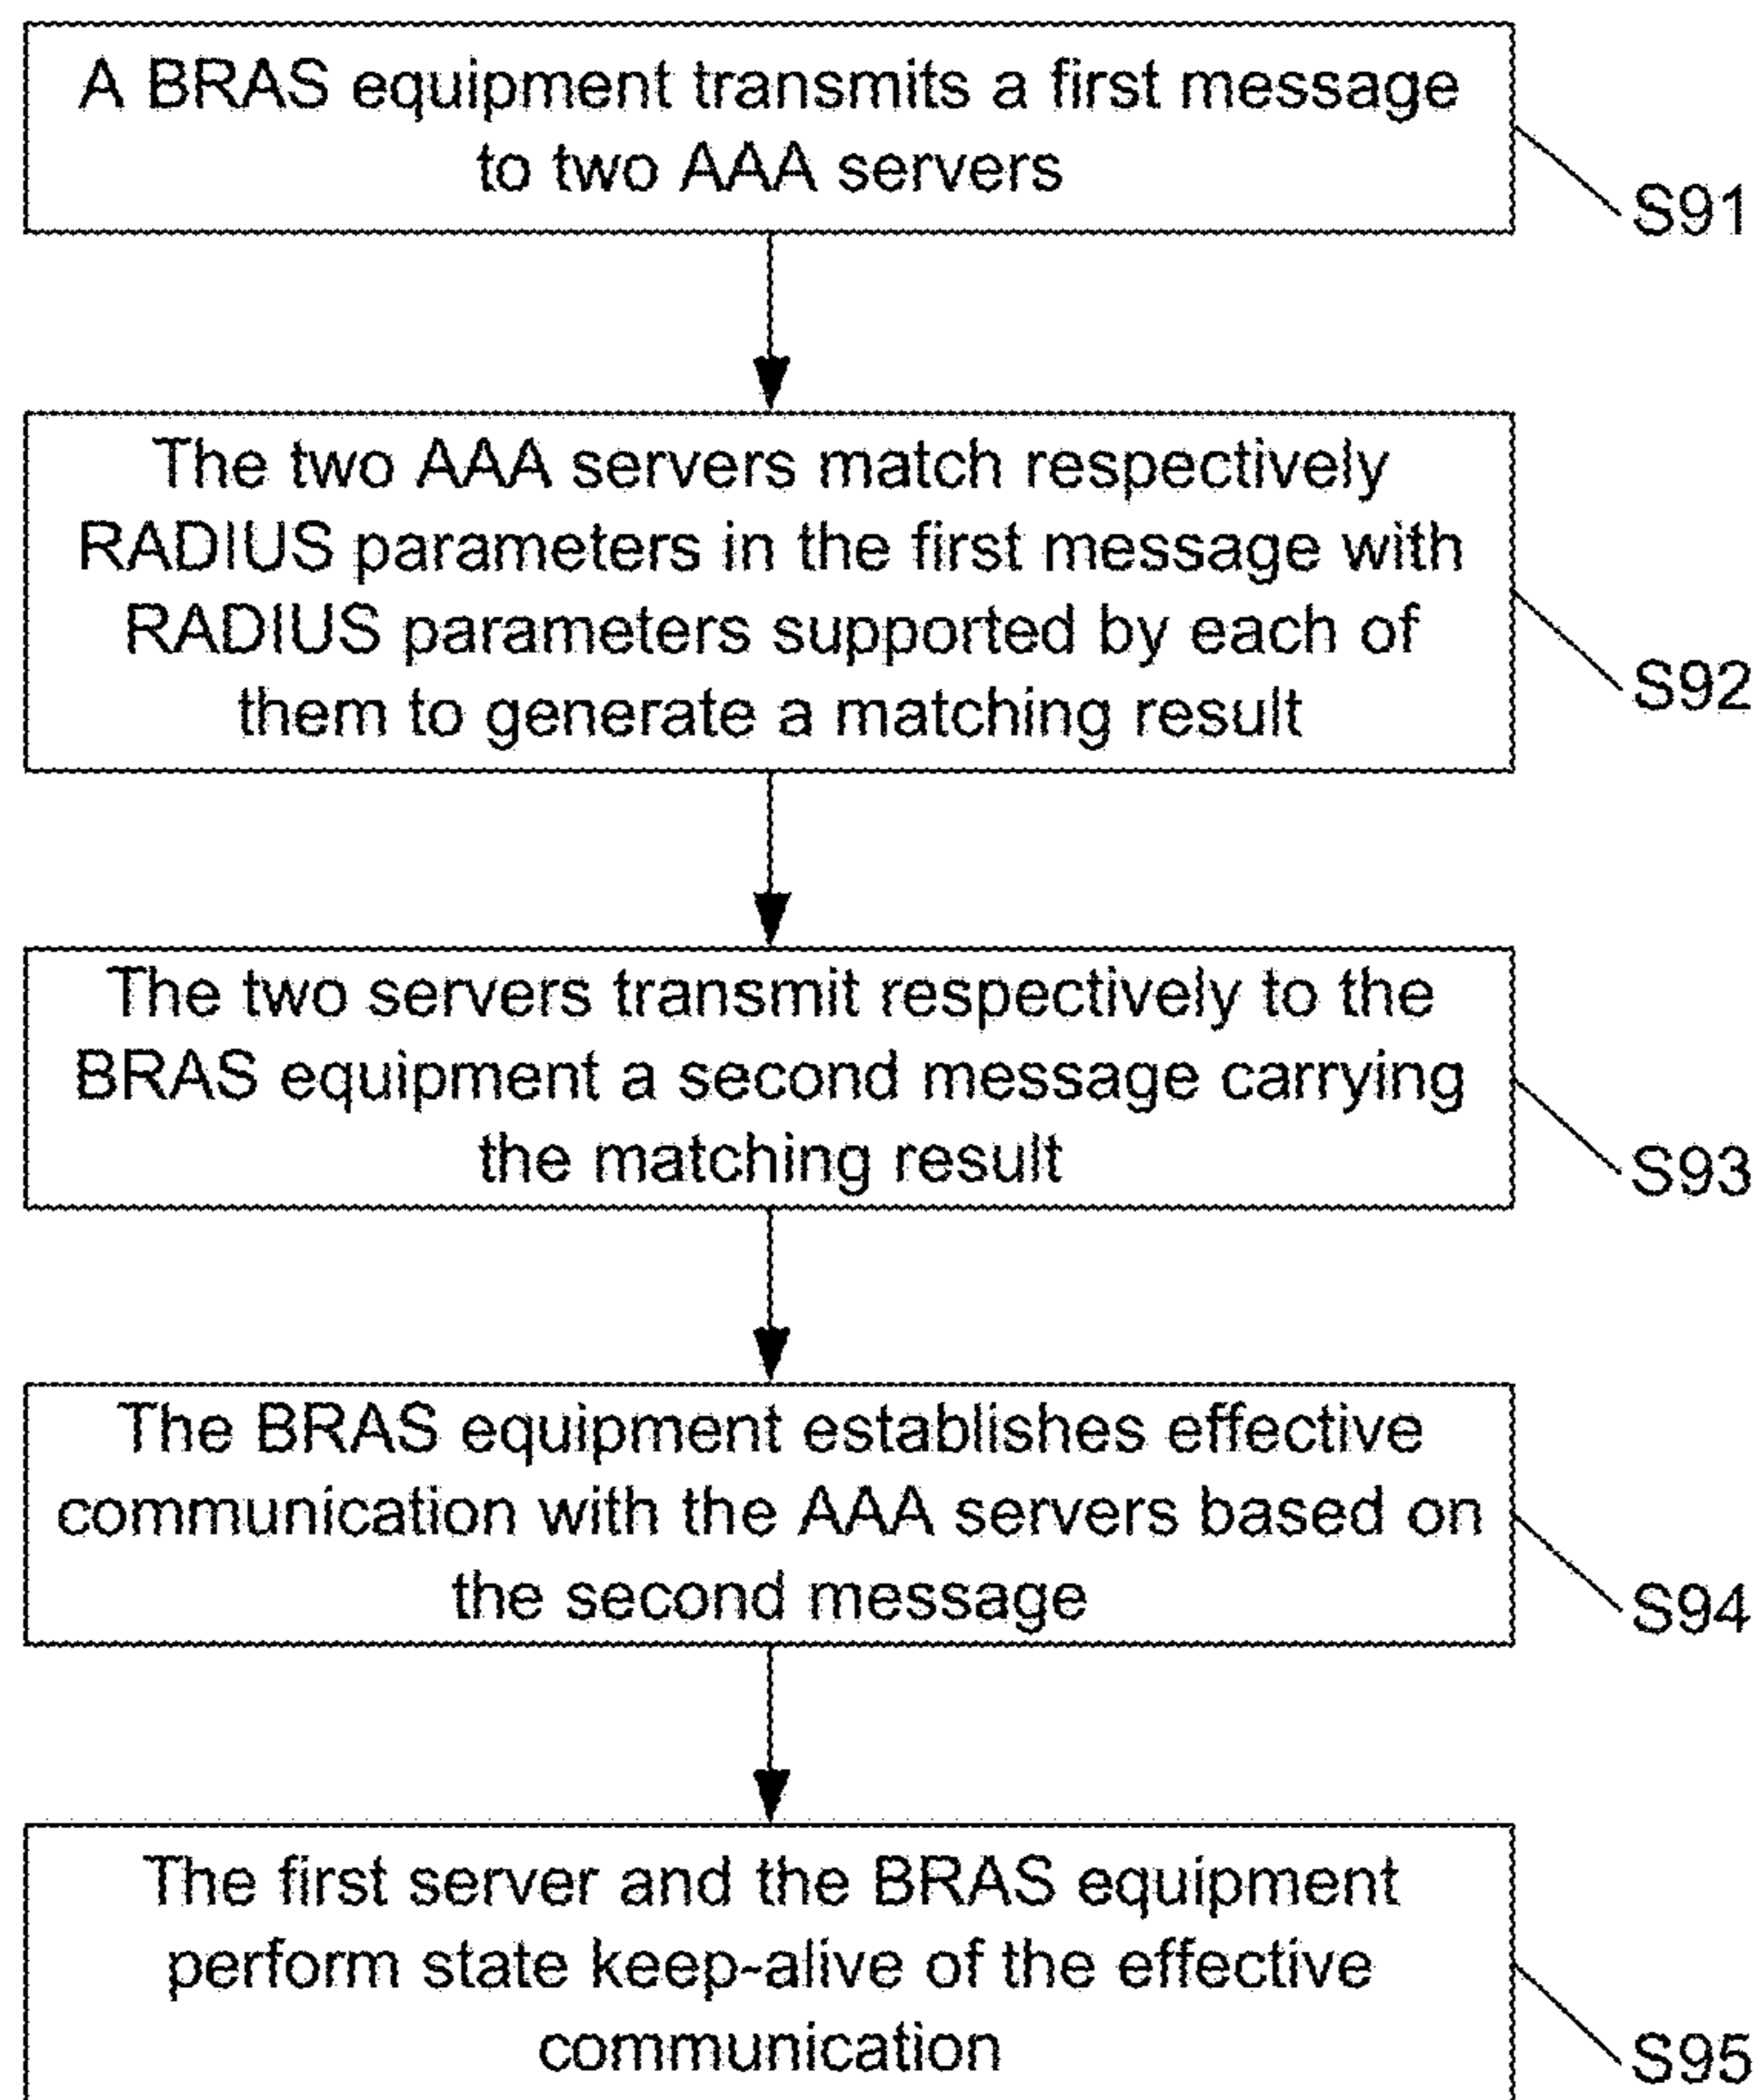 A BRAS equipment transmits a first message
to two AAA servers
S91
The two AAA servers match respectively
RADIUS parameters in the first message with
RADIUS parameters supported by each of
them to generate a matching result
S92
The two servers transmit respectively to the
BRAS equipment a second message carrying
the matching result
S93
The BRAS equipment establishes effective
communication with the AAA servers based on
the second message
S94
The first server and the BRAS equipment
perform state keep-alive of the effective
communication
S95